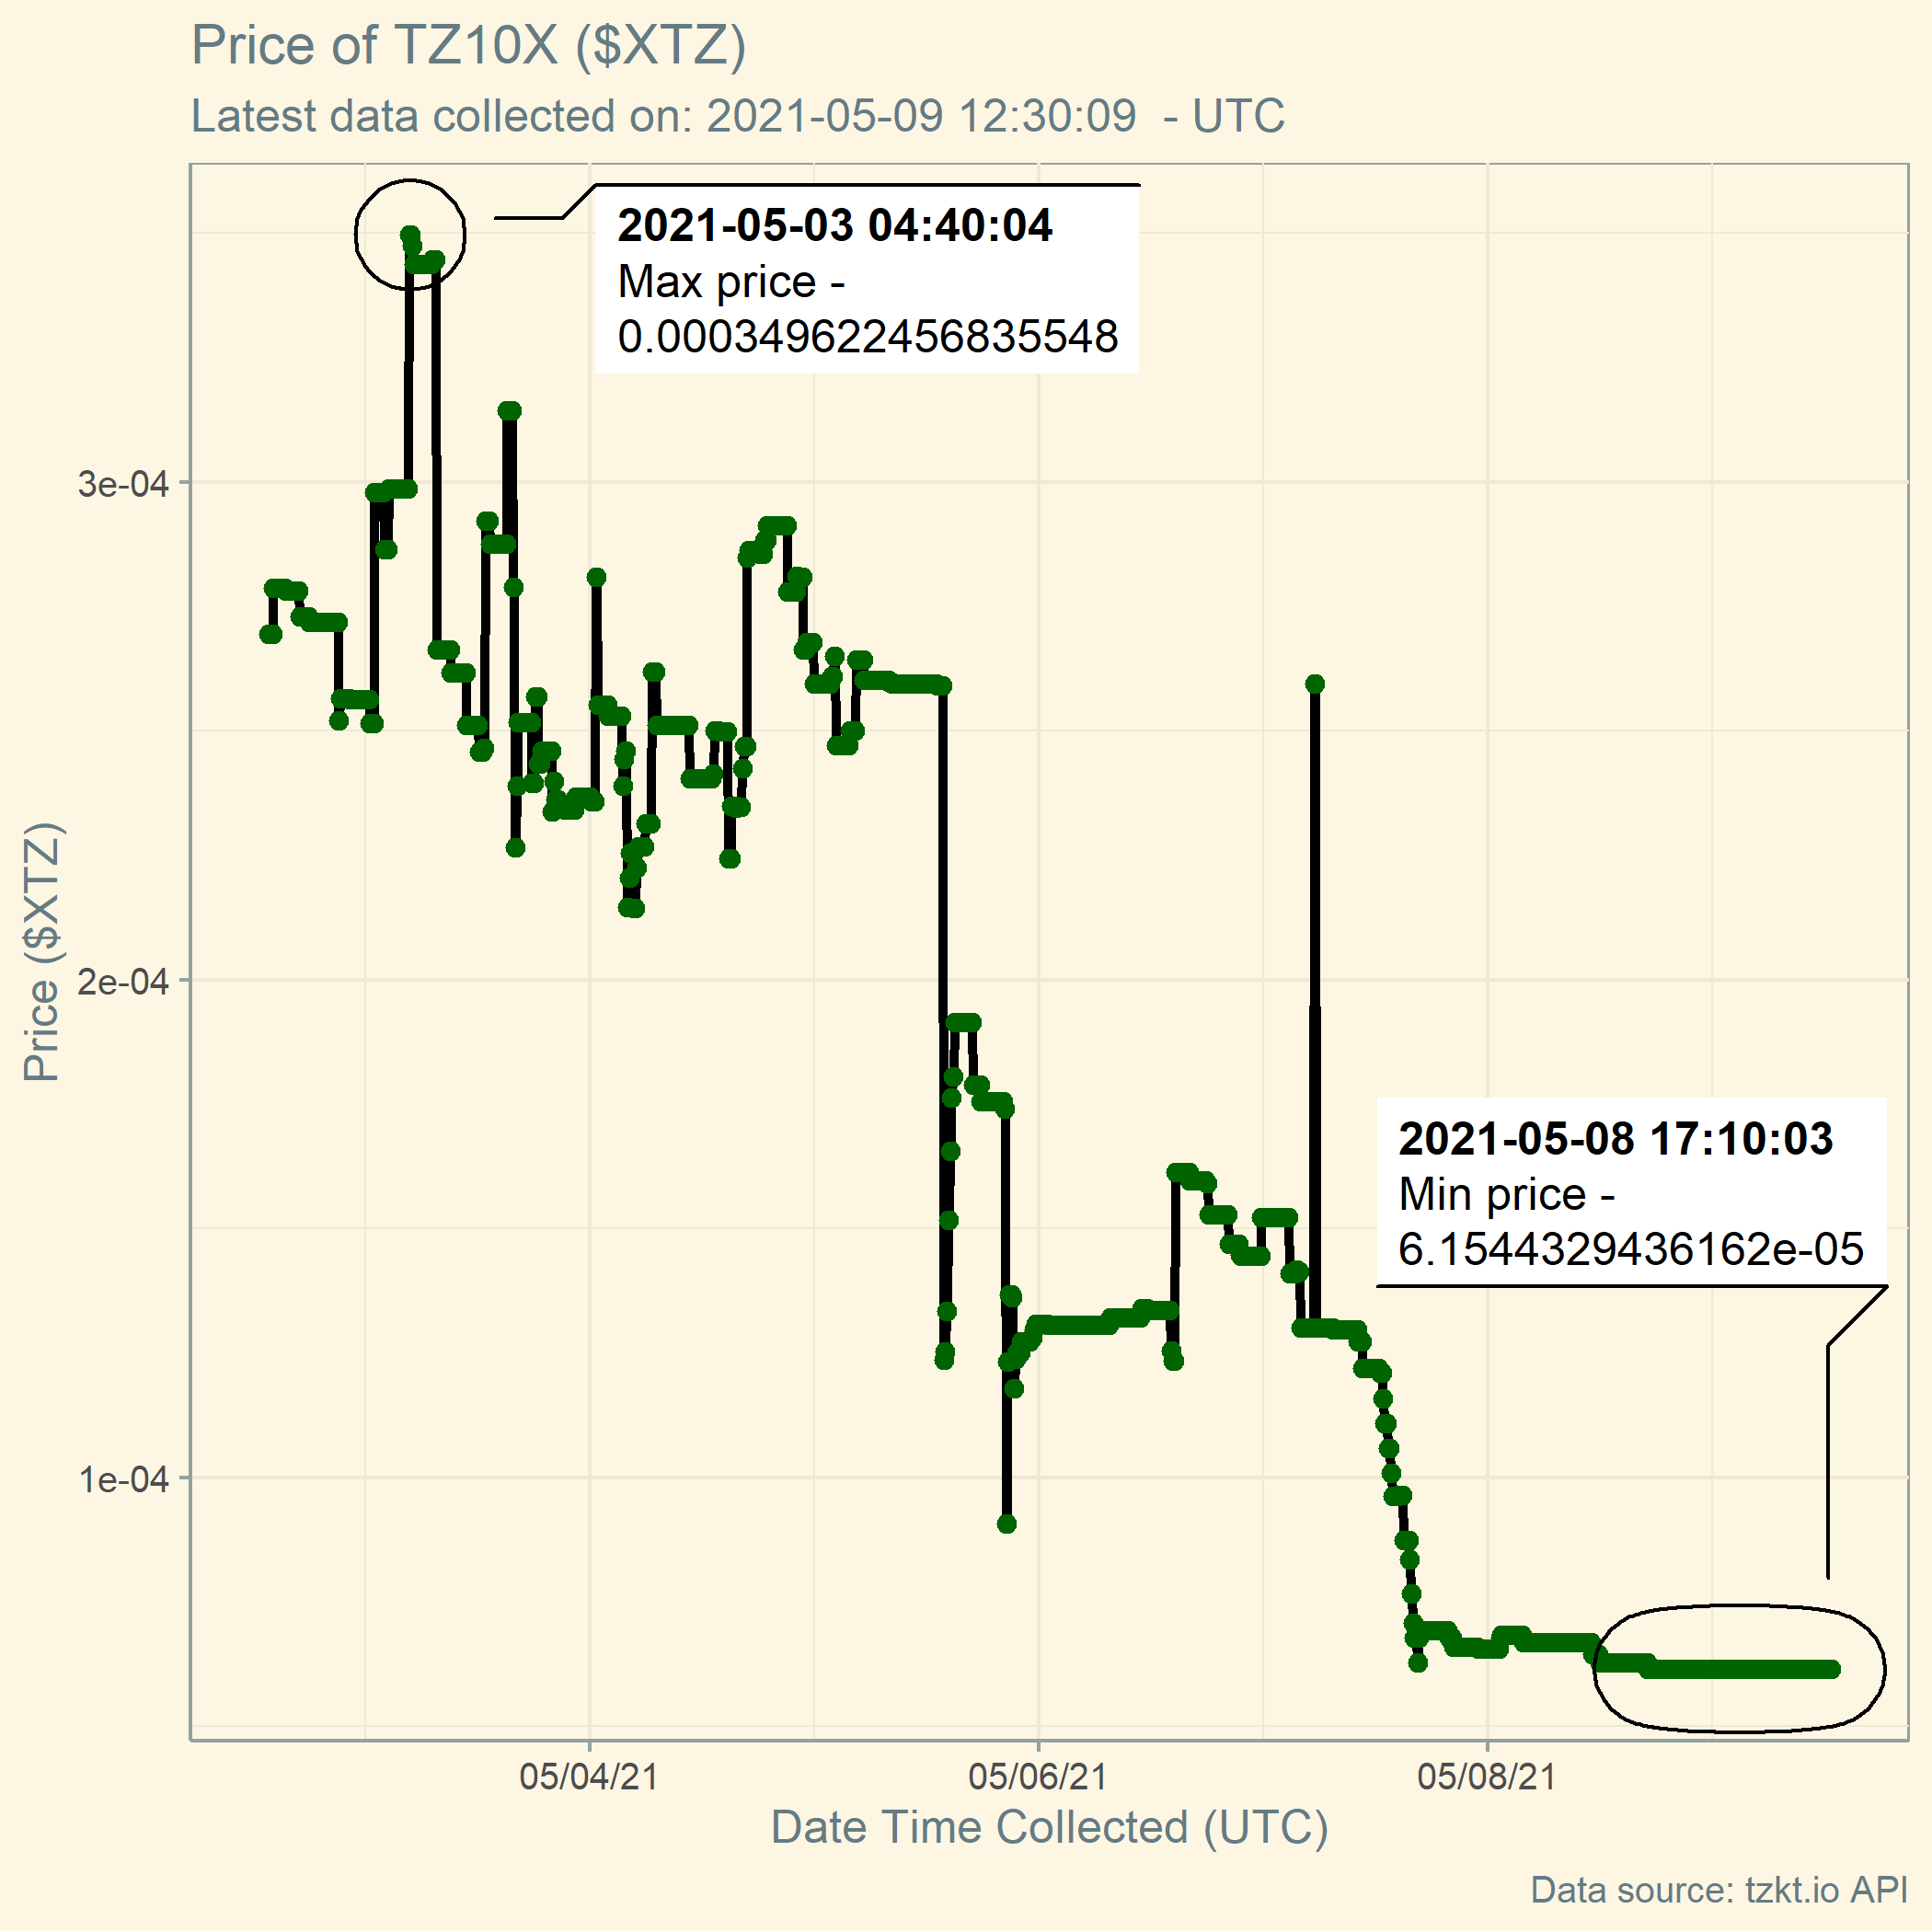 Price of TZ10X ($XTZ)
Latest data collected on: 2021-05-09 12:30:09  - UTC
2021-05-03 04:40:04
Max price -
0.000349622456835548
3e-04
2e-04
1e-04
Price ($XTZ)
2021-05-08 17:10:03
Min price -
6.1544329436162e-05
05/04/21
05/06/21
05/08/21
Date Time Collected (UTC)
Data source: tzkt.io API